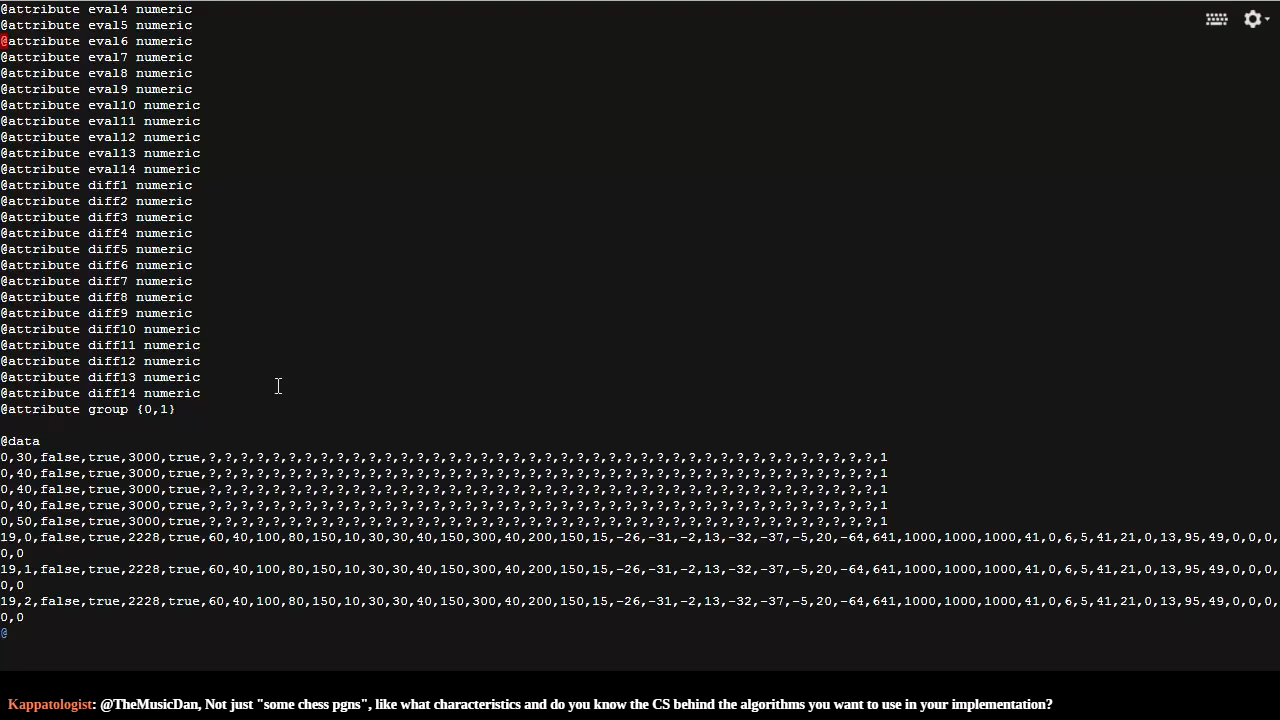 @attribute eval4 numeric
@attribute eval5 numeric
@attribute eval6 numeric
@attribute eval7 numeric
@attribute eval8 numeric
@attribute eval9 numeric
@attribute eval10 numeric
@attribute eval11 numeric
@attribute eval12 numeric
@attribute eval13 numeric
@attribute eval14 numeric
@attribute diff1 numeric
@attribute diff2 numeric
@attribute diff3 numeric
@attribute diff4 numeric
@attribute diff5 numeric
@attribute diff6 numeric
@attribute diff7 numeric
@attribute diff8 numeric
@attribute diff9 numeric
@attribute diff10 numeric
@attribute diff11 numeric
@attribute diff12 numeric
@attribute diff13 numeric
@attribute diff14 numeric
@attribute group {0,1}
@data
0,30,false,true,3000,true,?,?,?,?,?,?,?,?,?,?,?,?,?,?,?,?,?,?,?,?,?,?,?,?,?,?,?,?,?,?,?,?,?,?,?,?,?,?,?,?,?,?,1
0,40,false,true,3000,true,?,?,?,?,?,?,?,?,?,?,?,?,?,?,?,?,?,?,?,?,?,?,?,?,?,?,?,?,?,?,?,?,?,?,?,?,?,?,?,?,?,?,1
0,40,false,true,3000,true,?,?,?,?,?,?,?,?,?,?,?,?,?,?,?,?,?,?,?,?,?,?,?,?,?,?,?,?,?,?,?,?,?,?,?,?,?,?,?,?,?,?,1
0,40,false,true,3000,true,?,?,?,?,?,?,?,?,?,?,?,?,?,?,?,?,?,?,?,?,?,?,?,?,?,?,?,?,?,?,?,?,?,?,?,?,?,?,?,?,?,?,1
0,50,false,true,3000,true,?,?,?,?,?,?,?,?,?,?,?,?,?,?,?,?,?,?,?,?,?,?,?,?,?,?,?,?,?,?,?,?,?,?,?,?,?,?,?,?,?,?,1
19,0,false,true,2228,true,60,40,100,80,150,10,30,30,40,150,300,40,200,150,15,-26,-31,-2,13,-32,-37,-5,20,-64,641,1000,1000,1000,41,0,6,5,41,21,0,13,95,49,0,0,0,
0,0
19,1,false,true,2228,true,60,40,100,80,150,10,30,30,40,150,300,40,200,150,15,-26,-31,-2,13,-32,-37,-5,20,-64,641,1000,1000,1000,41,0,6,5,41,21,0,13,95,49,0,0,0,
0,0
19,2,false,true,2228,true,60,40,100,80,150,10,30,30,40,150,300,40,200,150,15,-26,-31,-2,13,-32,-37,-5,20,-64,641,1000,1000,1000,41,0,6,5,41,21,0,13,95,49,0,0,0,
0,0
@
Kappatologist: @TheMusicDan, Not just "some chess pgns", like what characteristics and do you know the CS behind the algorithms you want to use in your implementation?